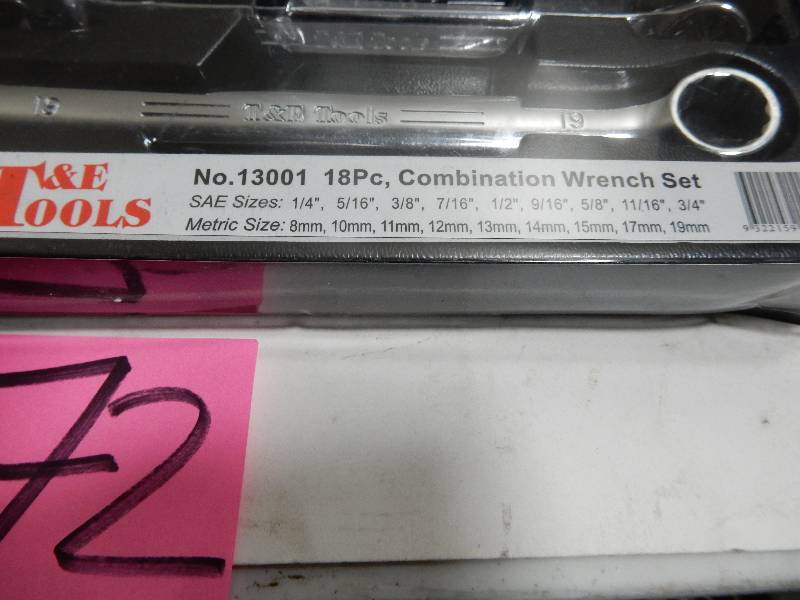 19 T&E Tools 19
T&E TOOLS
No.13001 18Pc, Combination Wrench Set
SAE Sizes: 1/4", 5/16", 3/8", 7/16", 1/2", 9/16", 5/8", 11/16", 3/4"
Metric Size: 8mm, 10mm, 11mm, 12mm, 13mm, 14mm, 15mm, 17mm, 19mm
9 322159
72